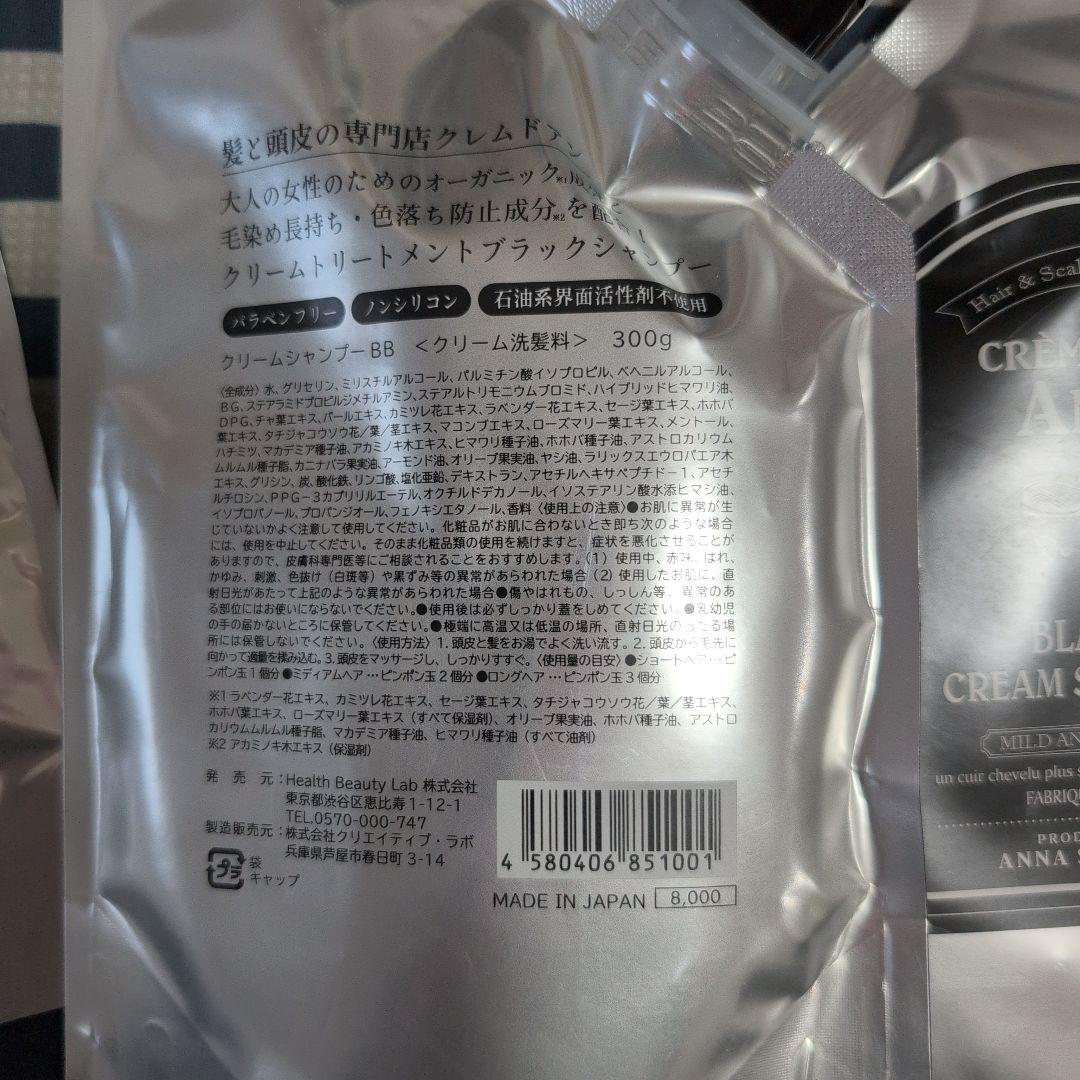 髪と頭皮の専門店クレムドアン
大人の女性のためのオーガニック※1
毛染め長持ち・色落ち防止成分※2を配
クリームトリートメントブラックシャンプー
パラベンフリー ノンシリコン 石油系界面活性剤不使用
クリームシャンプーBB <クリーム洗髪料> 300g
〈全成分〉水、グリセリン、ミリスチルアルコール、パルミチン酸イソプロピル、ベヘニルアルコール、
BG、ステアラミドプロピルジメチルアミン、ステアルトリモニウムブロミド、ハイブリッドヒマワリ油、
DPG、チャ葉エキス、パールエキス、カミツレ花エキス、ラベンダー花エキス、セージ葉エキス、ホホバ
葉エキス、タチジャコウソウ花/葉/茎エキス、マコンブエキス、ローズマリー葉エキス、メントール、
ハチミツ、マカデミア種子油、アカミノキ木エキス、ヒマワリ種子油、ホホバ種子油、アストロカリウム
ムルムル種子脂、カニナバラ果実油、アーモンド油、オリーブ果実油、ヤシ油、ラリックスエウロパエア木
エキス、グリシン、炭、酸化鉄、リンゴ酸、塩化亜鉛、デキストラン、アセチルヘキサペプチド-1、アセチ
ルチロシン、PPG-3カプリリルエーテル、オクチルドデカノール、イソステアリン酸水添ヒマシ油、
イソプロパノール、プロパンジオール、フェノキシエタノール、香料〈使用上の注意〉●お肌に異常が生
じていないかよく注意して使用してください。化粧品がお肌に合わないとき即ち次のような場合
には、使用を中止してください。そのまま化粧品類の使用を続けますと、症状を悪化させることが
ありますので、皮膚科専門医等にご相談されることをおすすめします。(1) 使用中、赤味、はれ、
かゆみ、刺激、色抜け(白斑等)や黒ずみ等の異常があらわれた場合(2)使用したお肌に、直
射日光があたって上記のような異常があらわれた場合●傷やはれもの、しっしん等、異常のあ
る部位にはお使いにならないでください。●使用後は必ずしっかり蓋をしめてください。●乳幼児
の手の届かないところに保管してください。●極端に高温又は低温の場所、直射日光のあたる場
所には保管しないでください。〈使用方法〉1. 頭皮と髪をお湯でよく洗い流す。2. 頭皮から毛先に
向かって適量を揉み込む。3. 頭皮をマッサージし、しっかりすすぐ。〈使用量の目安〉●ショートヘア…ピ
ンポン玉1個分●ミディアムヘア…ピンポン玉2個分●ロングヘア…ピンポン玉3個分
※1 ラベンダー花エキス、カミツレ花エキス、セージ葉エキス、タチジャコウソウ花/葉/茎エキス、
ホホバ葉エキス、ローズマリー葉エキス(すべて保湿剤)、オリーブ果実油、ホホバ種子油、アストロ
カリウムムルムル種子脂、マカデミア種子油、ヒマワリ種子油(すべて油剤)
※2 アカミノキ木エキス(保湿剤)
発売元:Health Beauty Lab 株式会社
東京都渋谷区恵比寿1-12-1
TEL.0570-000-747
製造販売元:株式会社クリエイティブ・ラボ
兵庫県芦屋市春日町3-14
プラ 袋
キャップ
4 580406 851001
MADE IN JAPAN 8,000
Hair & Scal
CRÈM
CREAM S
MILD AN
un cuir chevelu plus s
FABRIQU
PROD
ANNA S